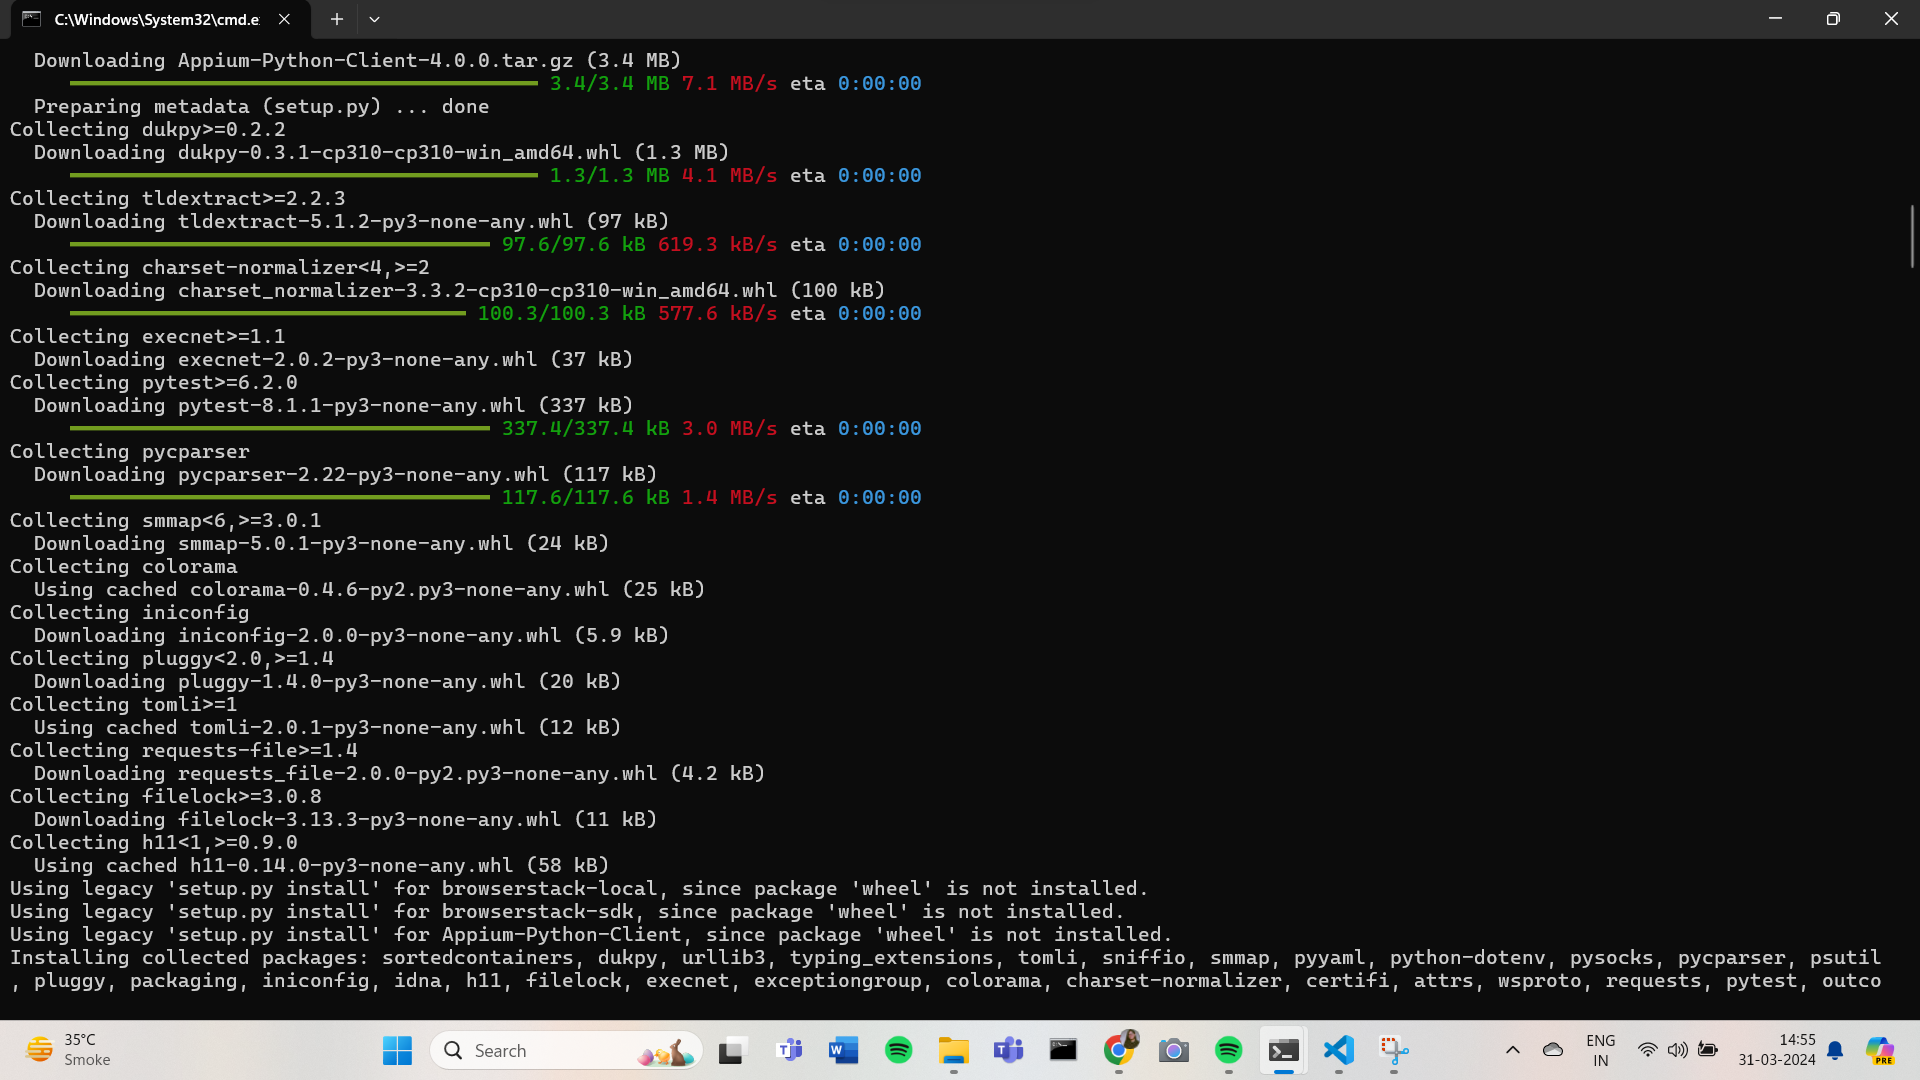 C:\Windows\System32\cmd.e
Downloading Appium-Python-Client-4.0.0.tar.gz (3.4 MB)
3.4/3.4 MB 7.1 MB/s eta 0:00:00
Preparing metadata (setup.py) ... done
Collecting dukpy>=0.2.2
Downloading dukpy-0.3.1-cp310-cp310-win_amd64.whl (1.3 MB)
1.3/1.3 MB 4.1 MB/s eta 0:00:00
Collecting tldextract>=2.2.3
Downloading tldextract-5.1.2-py3-none-any.whl (97 kB)
97.6/97.6 kB 619.3 kB/s eta 0:00:00
Collecting charset-normalizer<4,>=2
Downloading charset_normalizer-3.3.2-cp310-cp310-win_amd64.whl (100 kB)
100.3/100.3 kB 577.6 kB/s eta 0:00:00
Collecting execnet>=1.1
Downloading execnet-2.0.2-py3-none-any.whl (37 kB)
Collecting pytest>=6.2.0
Downloading pytest-8.1.1-py3-none-any.whl (337 kB)
337.4/337.4 kB 3.0 MB/s eta 0:00:00
Collecting pycparser
Downloading pycparser-2.22-py3-none-any.whl (117 kB)
117.6/117.6 kB 1.4 MB/s eta 0:00:00
Collecting smmap<6,>=3.0.1
Downloading smmap-5.0.1-py3-none-any.whl (24 kB)
Collecting colorama
Using cached colorama-0.4.6-py2.py3-none-any.whl (25 kB)
Collecting iniconfig
Downloading iniconfig-2.0.0-py3-none-any.whl (5.9 kB)
Collecting pluggy<2.0,>=1.4
Downloading pluggy-1.4.0-py3-none-any.whl (20 kB)
Collecting tomli>=1
Using cached tomli-2.0.1-py3-none-any.whl (12 kB)
Collecting requests-file>=1.4
Downloading requests_file-2.0.0-py2.py3-none-any.whl (4.2 kB)
Collecting filelock>=3.0.8
Downloading filelock-3.13.3-py3-none-any.whl (11 kB)
Collecting h11<1,>=0.9.0
Using cached h11-0.14.0-py3-none-any.whl (58 kB)
Using legacy 'setup.py install' for browserstack-local, since package 'wheel' is not installed.
Using legacy 'setup.py install' for browserstack-sdk, since package 'wheel' is not installed.
Using legacy 'setup.py install' for Appium-Python-Client, since package 'wheel' is not installed.
Installing collected packages: sortedcontainers, dukpy, urllib3, typing_extensions, tomli, sniffio, smmap, pyyaml, python-dotenv, pysocks, pycparser, psutil
, pluggy, packaging, iniconfig, idna, h11, filelock, execnet, exceptiongroup, colorama, charset-normalizer, certifi, attrs, wsproto, requests, pytest, outco
35°C
Smoke
Search
ENG
IN
14:55
31-03-2024
PRE